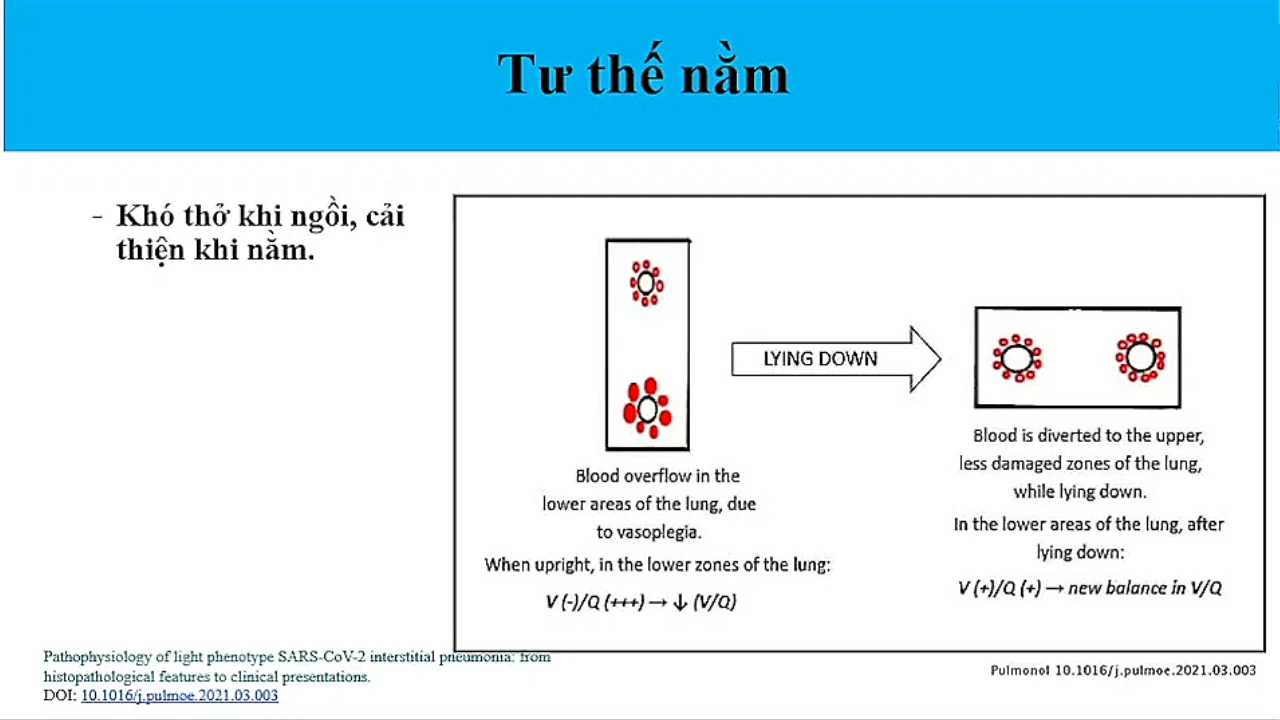 Tư thế nằm
- Khó thở khi ngồi, cải
thiện khi nằm.
LYING DOWN
Blood overflow in the
lower areas of the lung, due
to vasoplegia.
When upright, in the lower zones of the lung:
V (-)/Q (+++) → ↓ (V/Q)
Blood is diverted to the upper,
less damaged zones of the lung,
while lying down.
In the lower areas of the lung, after
lying down:
V (+)/Q (+) → new balance in V/Q
Pathophysiology of light phenotype SARS-CoV-2 interstitial pneumonia: from
histopathological features to clinical presentations.
DOI: 10.1016/j.pulmoe.2021.03.003
Pulmonol 10.1016/j.pulmoe.2021.03.003